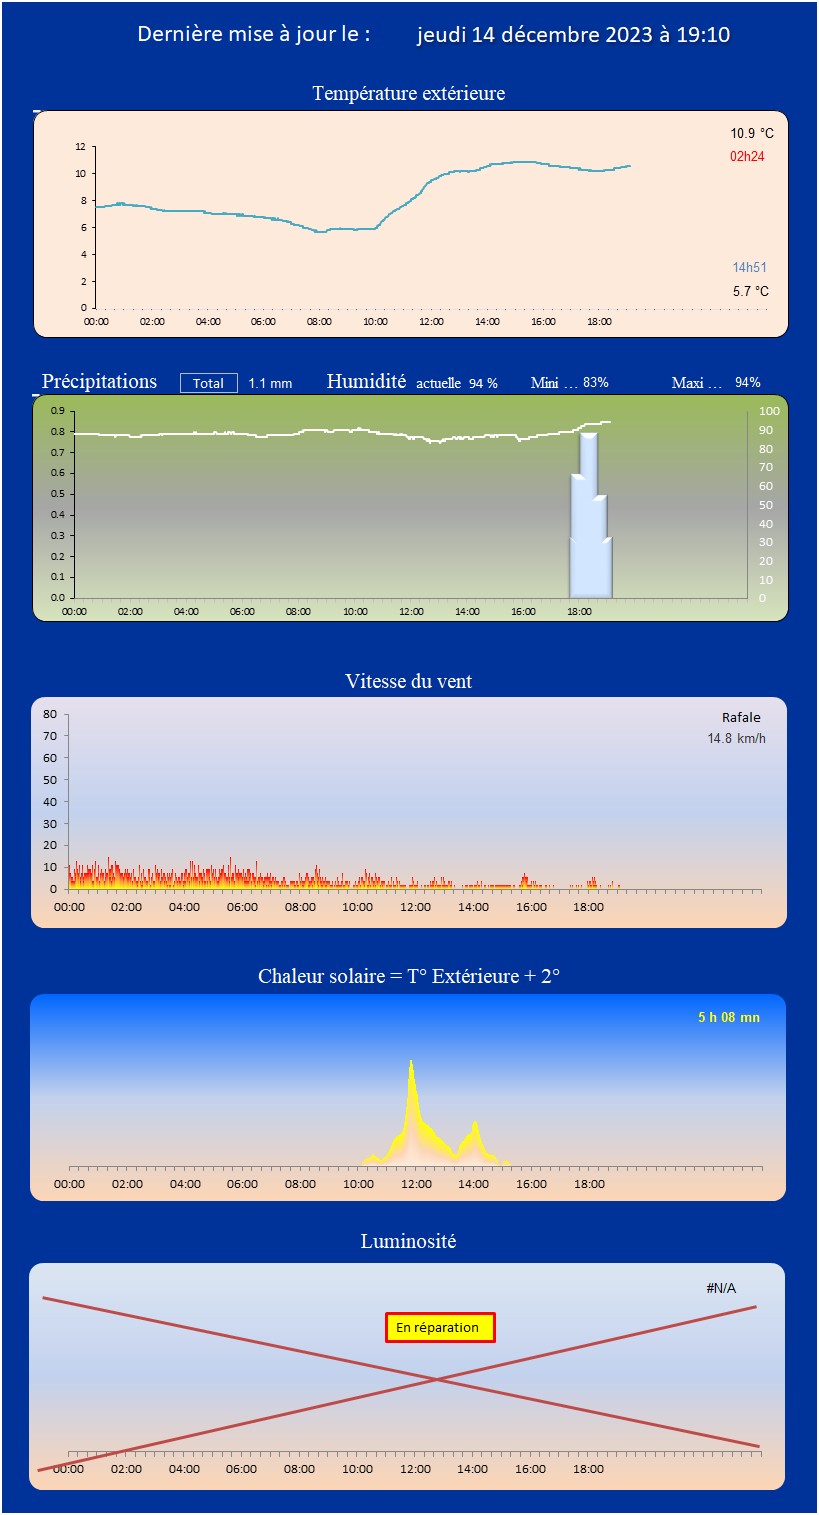 Dernière mise à jour le : jeudi 14 décembre 2023 à 19:10
Température extérieure
10.9 °C
02h24
12
10
8
6
4
2
0
14h51
5.7 °C
00:00 02:00 04:00 06:00 08:00 10:00 12:00 14:00 16:00 18:00
Précipitations Total 1.1 mm Humidité actuelle 94 % Mini … 83% Maxi … 94%
0.9
0.8
0.7
0.6
0.5
0.4
0.3
0.2
0.1
0.0
100
90
80
70
60
50
40
30
20
10
0
00:00 02:00 04:00 06:00 08:00 10:00 12:00 14:00 16:00 18:00
Vitesse du vent
Rafale
14.8 km/h
80
70
60
50
40
30
20
10
0
00:00 02:00 04:00 06:00 08:00 10:00 12:00 14:00 16:00 18:00
Chaleur solaire = T° Extérieure + 2°
5 h 08 mn
00:00 02:00 04:00 06:00 08:00 10:00 12:00 14:00 16:00 18:00
Luminosité
#N/A
En réparation
00:00 02:00 04:00 06:00 08:00 10:00 12:00 14:00 16:00 18:00